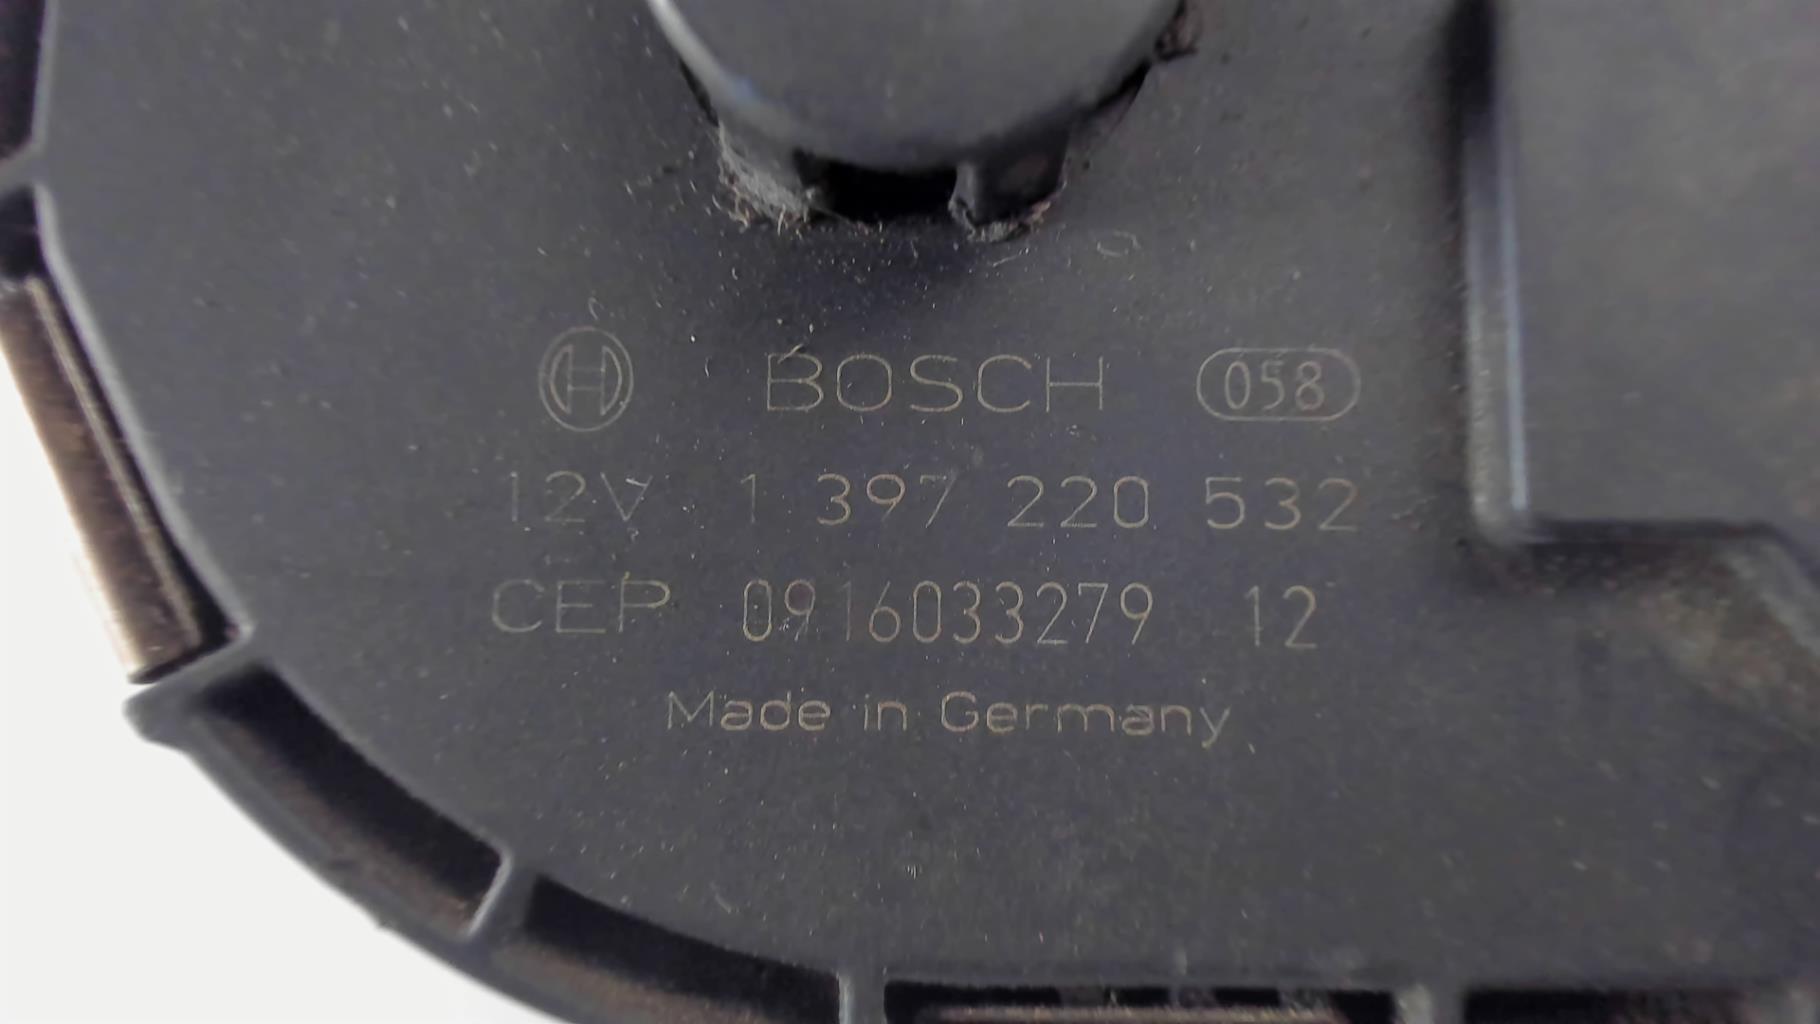 BOSCH 058
12V 1 397 220 532
CEP 0916033279 12
Made in Germany